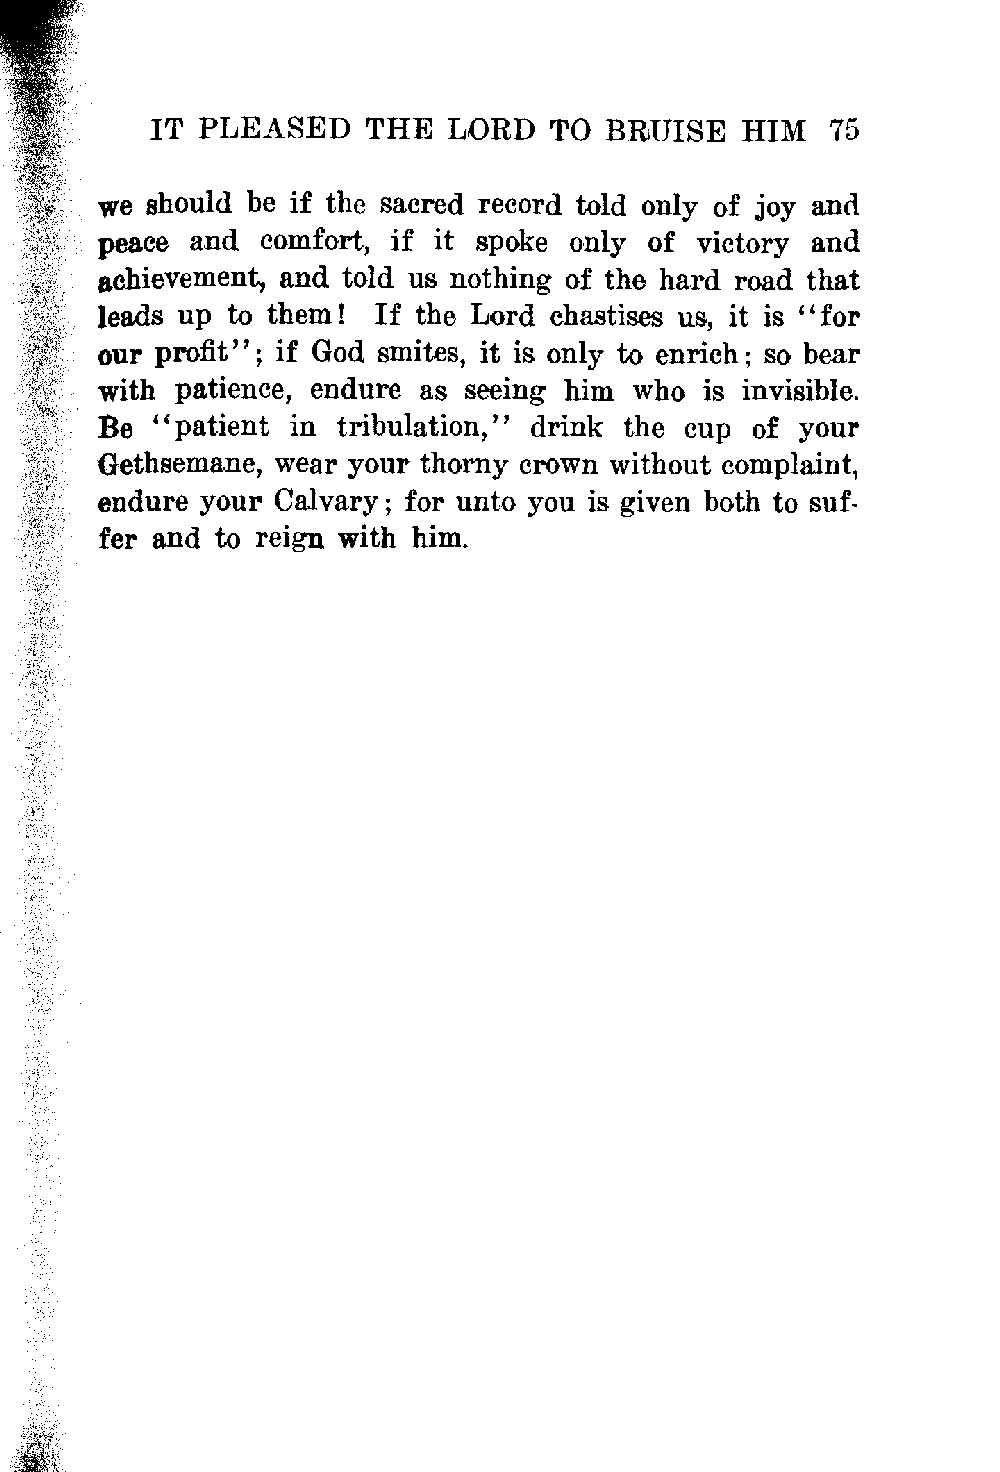 IT PLEASED THE LORD TO BRUISE HIM 75
we should be if the sacred record told only of joy and
peace and comfort, if it spoke only of victory and
achievement, and told us nothing of the hard road that
leads up to them! If the Lord chastises us, it is "for
our profit"; if God smites, it is only to enrich; so bear
with patience, endure as seeing him who is invisible.
Be "patient in tribulation," drink the cup of your
Gethsemane, wear your thorny crown without complaint,
endure your Calvary; for unto you is given both to suf-
fer and to reign with him.